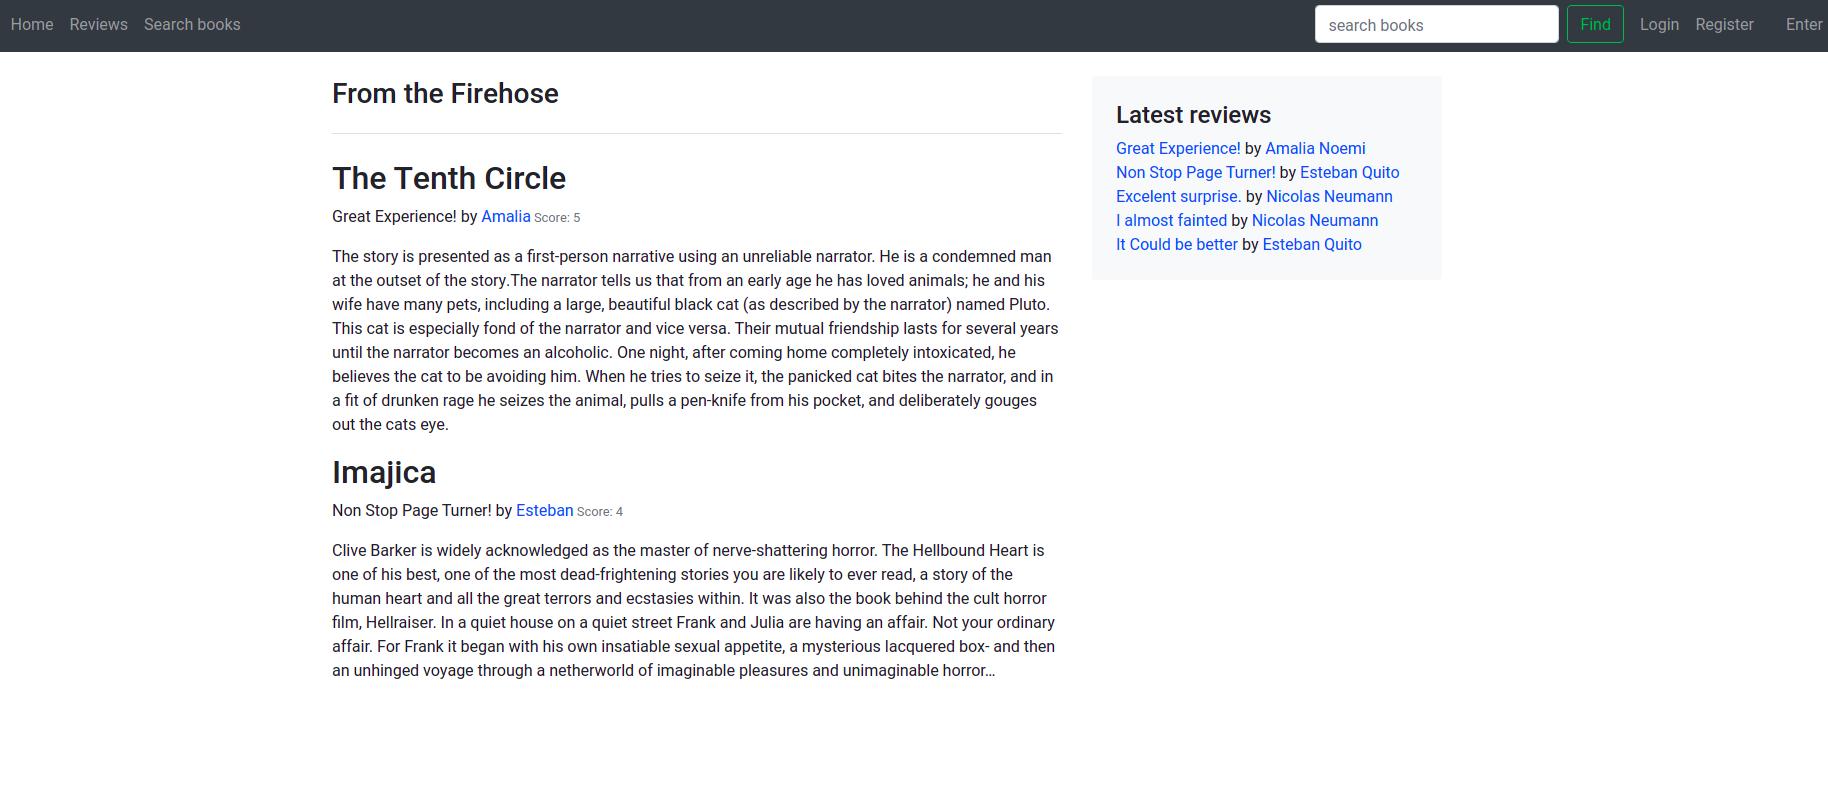 Home Reviews Search books search books Find Login Register Enter
From the Firehose
The Tenth Circle
Great Experience! by Amalia Score: 5
The story is presented as a first-person narrative using an unreliable narrator. He is a condemned man
at the outset of the story.The narrator tells us that from an early age he has loved animals; he and his
wife have many pets, including a large, beautiful black cat (as described by the narrator) named Pluto.
This cat is especially fond of the narrator and vice versa. Their mutual friendship lasts for several years
until the narrator becomes an alcoholic. One night, after coming home completely intoxicated, he
believes the cat to be avoiding him. When he tries to seize it, the panicked cat bites the narrator, and in
a fit of drunken rage he seizes the animal, pulls a pen-knife from his pocket, and deliberately gouges
out the cats eye.
Imajica
Non Stop Page Turner! by Esteban Score: 4
Clive Barker is widely acknowledged as the master of nerve-shattering horror. The Hellbound Heart is
one of his best, one of the most dead-frightening stories you are likely to ever read, a story of the
human heart and all the great terrors and ecstasies within. It was also the book behind the cult horror
film, Hellraiser. In a quiet house on a quiet street Frank and Julia are having an affair. Not your ordinary
affair. For Frank it began with his own insatiable sexual appetite, a mysterious lacquered box- and then
an unhinged voyage through a netherworld of imaginable pleasures and unimaginable horror…
Latest reviews
Great Experience! by Amalia Noemi
Non Stop Page Turner! by Esteban Quito
Excelent surprise. by Nicolas Neumann
I almost fainted by Nicolas Neumann
It Could be better by Esteban Quito